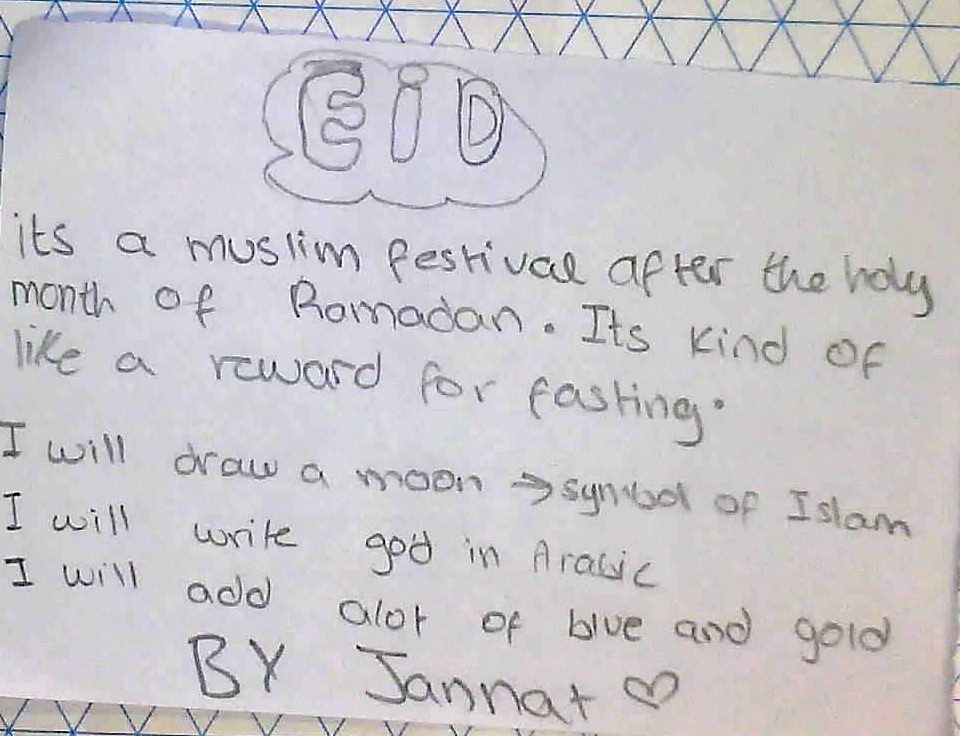 EiD
its a muslim festival after the holy
month of Ramadan. Its kind of
like a reward for fasting.
I will draw a moon → symbol of Islam
I will write god in Arabic
I will add alot of blue and gold
BY Jannat ♡